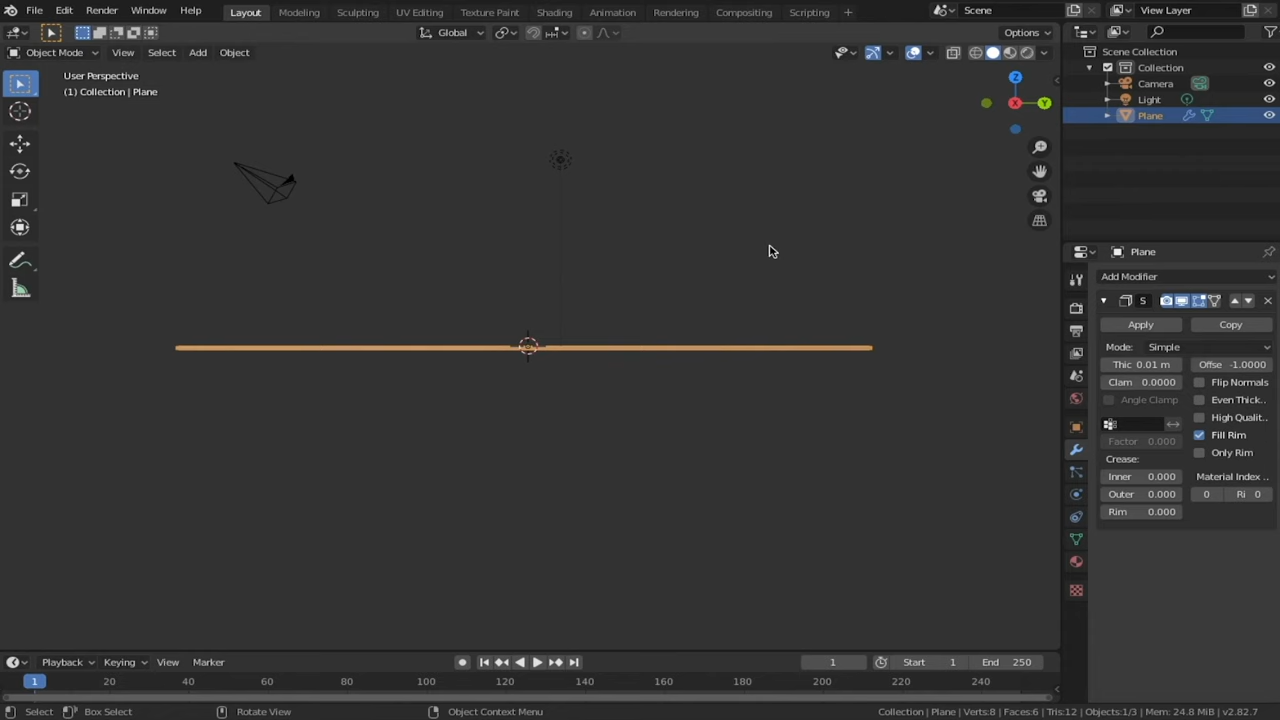 File Edit Render Window Help Layout Modeling Sculpting UV Editing Texture Paint Shading Animation Rendering Compositing Scripting + Scene View Layer
Global Options
Object Mode View Select Add Object
User Perspective
(1) Collection | Plane
Z
X Y
Scene Collection
Collection
Camera
Light
Plane
Plane
Add Modifier
S
Apply Copy
Mode: Simple
Thic 0.01 m Offse -1.0000
Clam 0.0000 Flip Normals
Angle Clamp Even Thick..
High Qualit..
Factor 0.000 Fill Rim
Crease: Only Rim
Inner 0.000 Material Index ..
Outer 0.000 0 Ri 0
Rim 0.000
Playback Keying View Marker 1 Start 1 End 250
1 20 40 60 80 100 120 140 160 180 200 220 240
Select Box Select Rotate View Object Context Menu Collection | Plane | Verts:8 | Faces:6 | Tris:12 | Objects:1/3 | Mem: 24.8 MiB | v2.82.7